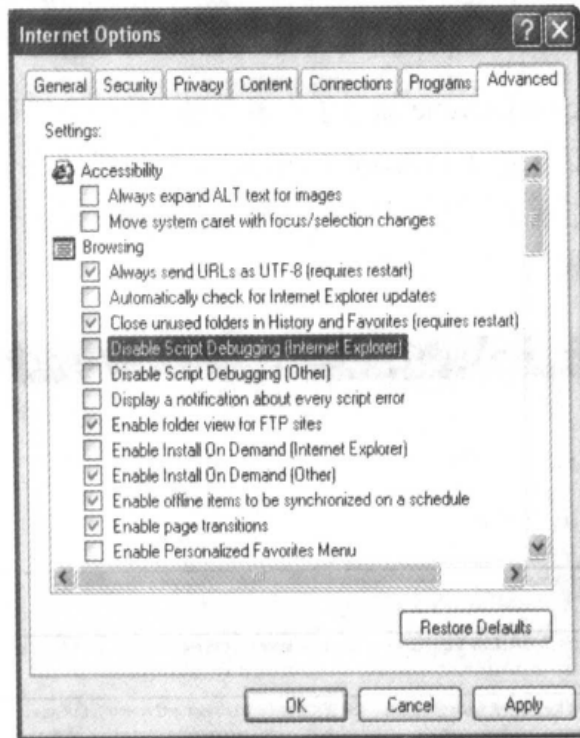 Internet Options
General Security Privacy Content Connections Programs Advanced
Settings:
Accessibility
Always expand ALT text for images
Move system caret with focus/selection changes
Browsing
Always send URLs as UTF-8 (requires restart)
Automatically check for Internet Explorer updates
Close unused folders in History and Favorites (requires restart)
Disable Script Debugging (Internet Explorer)
Disable Script Debugging (Other)
Display a notification about every script error
Enable folder view for FTP sites
Enable Install On Demand (Internet Explorer)
Enable Install On Demand (Other)
Enable offline items to be synchronized on a schedule
Enable page transitions
Enable Personalized Favorites Menu
Restore Defaults
OK Cancel Apply